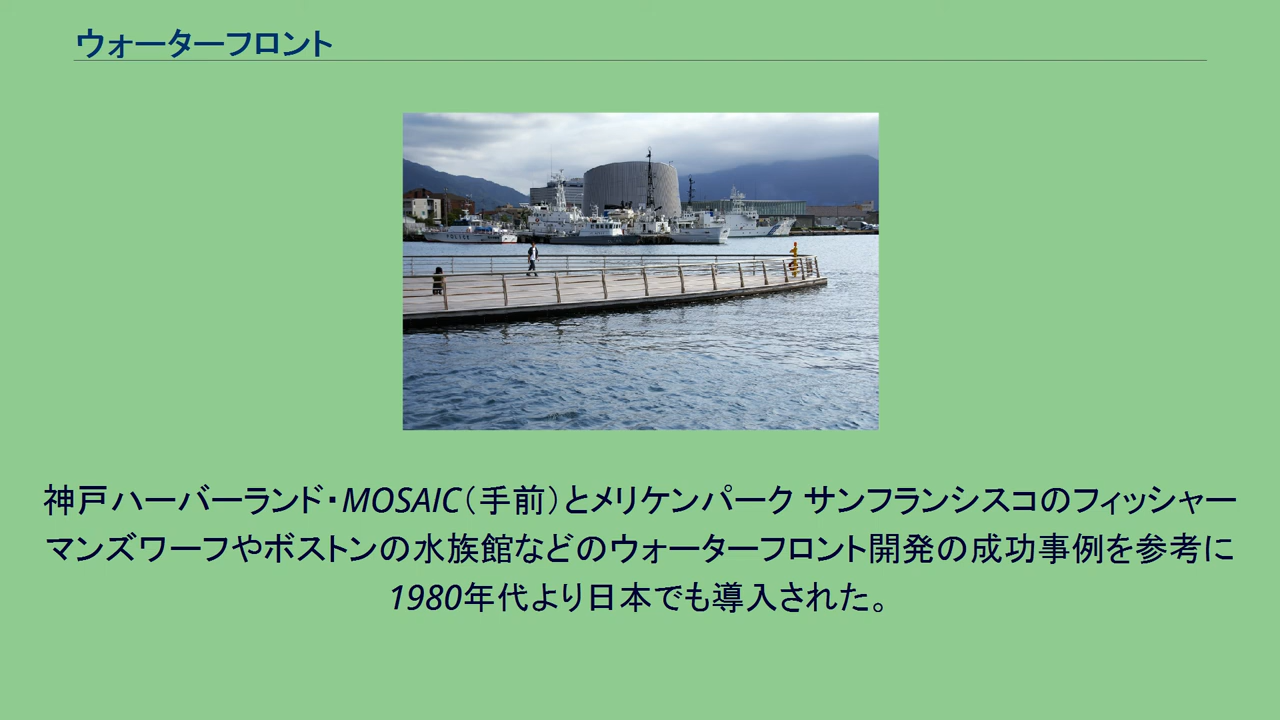 ウォーターフロント
POLICE
神戸ハーバーランド・MOSAIC（手前）とメリケンパーク サンフランシスコのフィッシャー
マンズワーフやボストンの水族館などのウォーターフロント開発の成功事例を参考に
1980年代より日本でも導入された。